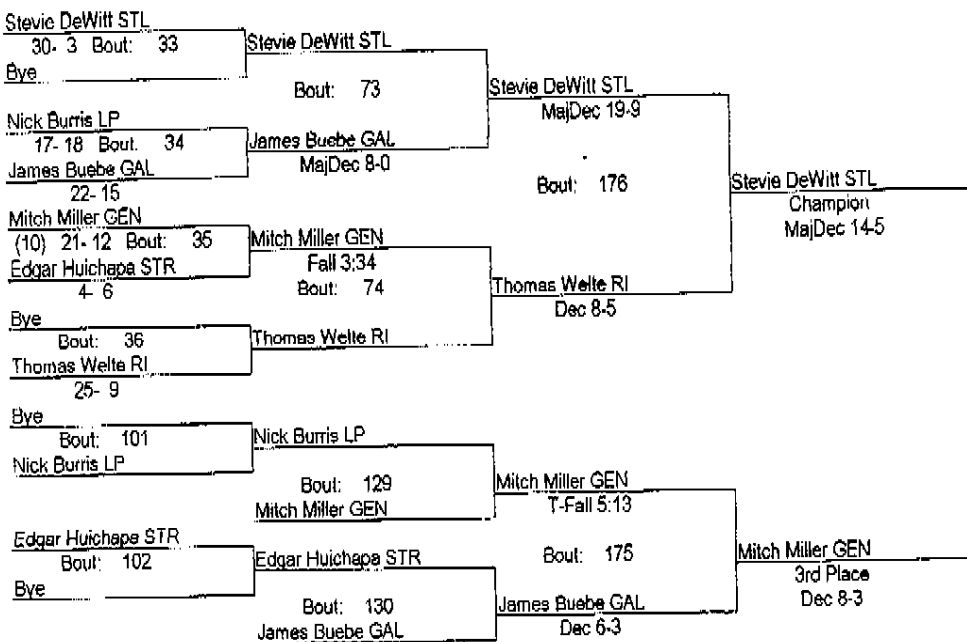 Stevie DeWitt STL
30- 3 Bout: 33
Bye
Stevie DeWitt STL
Bout: 73
Nick Burris LP
17- 18 Bout. 34
James Buebe GAL
22- 15
James Buebe GAL
MajDec 8-0
Stevie DeWitt STL
MajDec 19-9
Bout: 176
Mitch Miller GEN
(10) 21- 12 Bout: 35
Edgar Huichapa STR
4- 6
Mitch Miller GEN
Fall 3:34
Bout: 74
Bye
Bout: 36
Thomas Welte RI
25- 9
Thomas Welte RI
Thomas Welte RI
Dec 8-5
Stevie DeWitt STL
Champion
MajDec 14-5
Bye
Bout: 101
Nick Burris LP
Nick Burris LP
Bout: 129
Mitch Miller GEN
Mitch Miller GEN
T-Fall 5:13
Bout: 175
Edgar Huichapa STR
Bout: 102
Bye
Edgar Huichapa STR
Bout: 130
James Buebe GAL
James Buebe GAL
Dec 6-3
Mitch Miller GEN
3rd Place
Dec 8-3